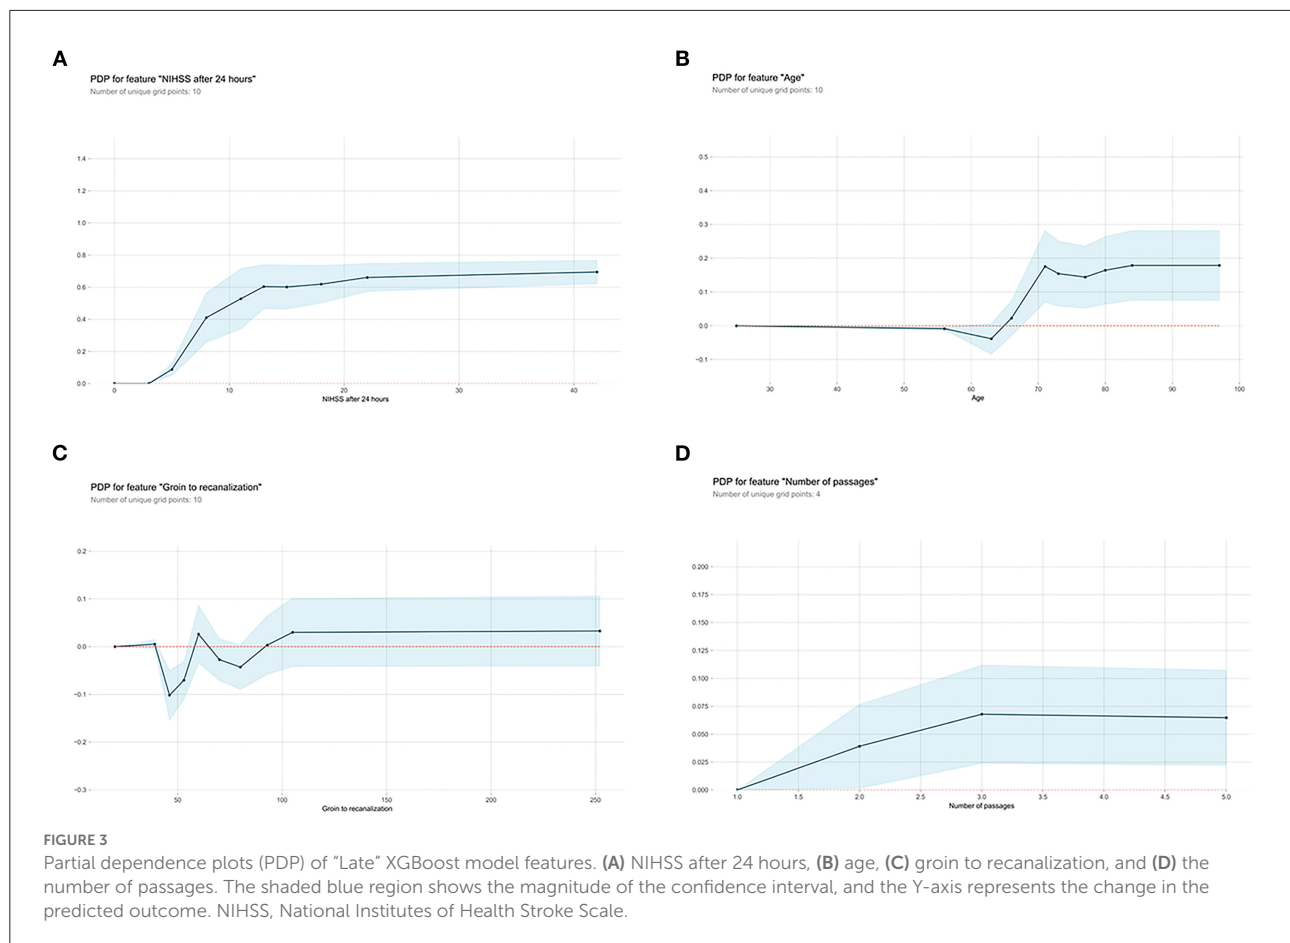 A
PDP for feature "NIHSS after 24 hours"
Number of unique grid points: 10
1.4
1.2
1.0
0.8
0.6
0.4
0.2
0.0
0 10 20 30 40
NIHSS after 24 hours
B
PDP for feature "Age"
Number of unique grid points: 10
0.5
0.4
0.3
0.2
0.1
0.0
−0.1
30 40 50 60 70 80 90 100
Age
C
PDP for feature "Groin to recanalization"
Number of unique grid points: 10
0.2
0.1
0.0
−0.1
−0.2
−0.3
50 100 150 200 250
Groin to recanalization
D
PDP for feature "Number of passages"
Number of unique grid points: 4
0.200
0.175
0.150
0.125
0.100
0.075
0.050
0.025
0.000
1.0 1.5 2.0 2.5 3.0 3.5 4.0 4.5 5.0
Number of passages
FIGURE 3
Partial dependence plots (PDP) of “Late” XGBoost model features. (A) NIHSS after 24 hours, (B) age, (C) groin to recanalization, and (D) the
number of passages. The shaded blue region shows the magnitude of the confidence interval, and the Y-axis represents the change in the
predicted outcome. NIHSS, National Institutes of Health Stroke Scale.